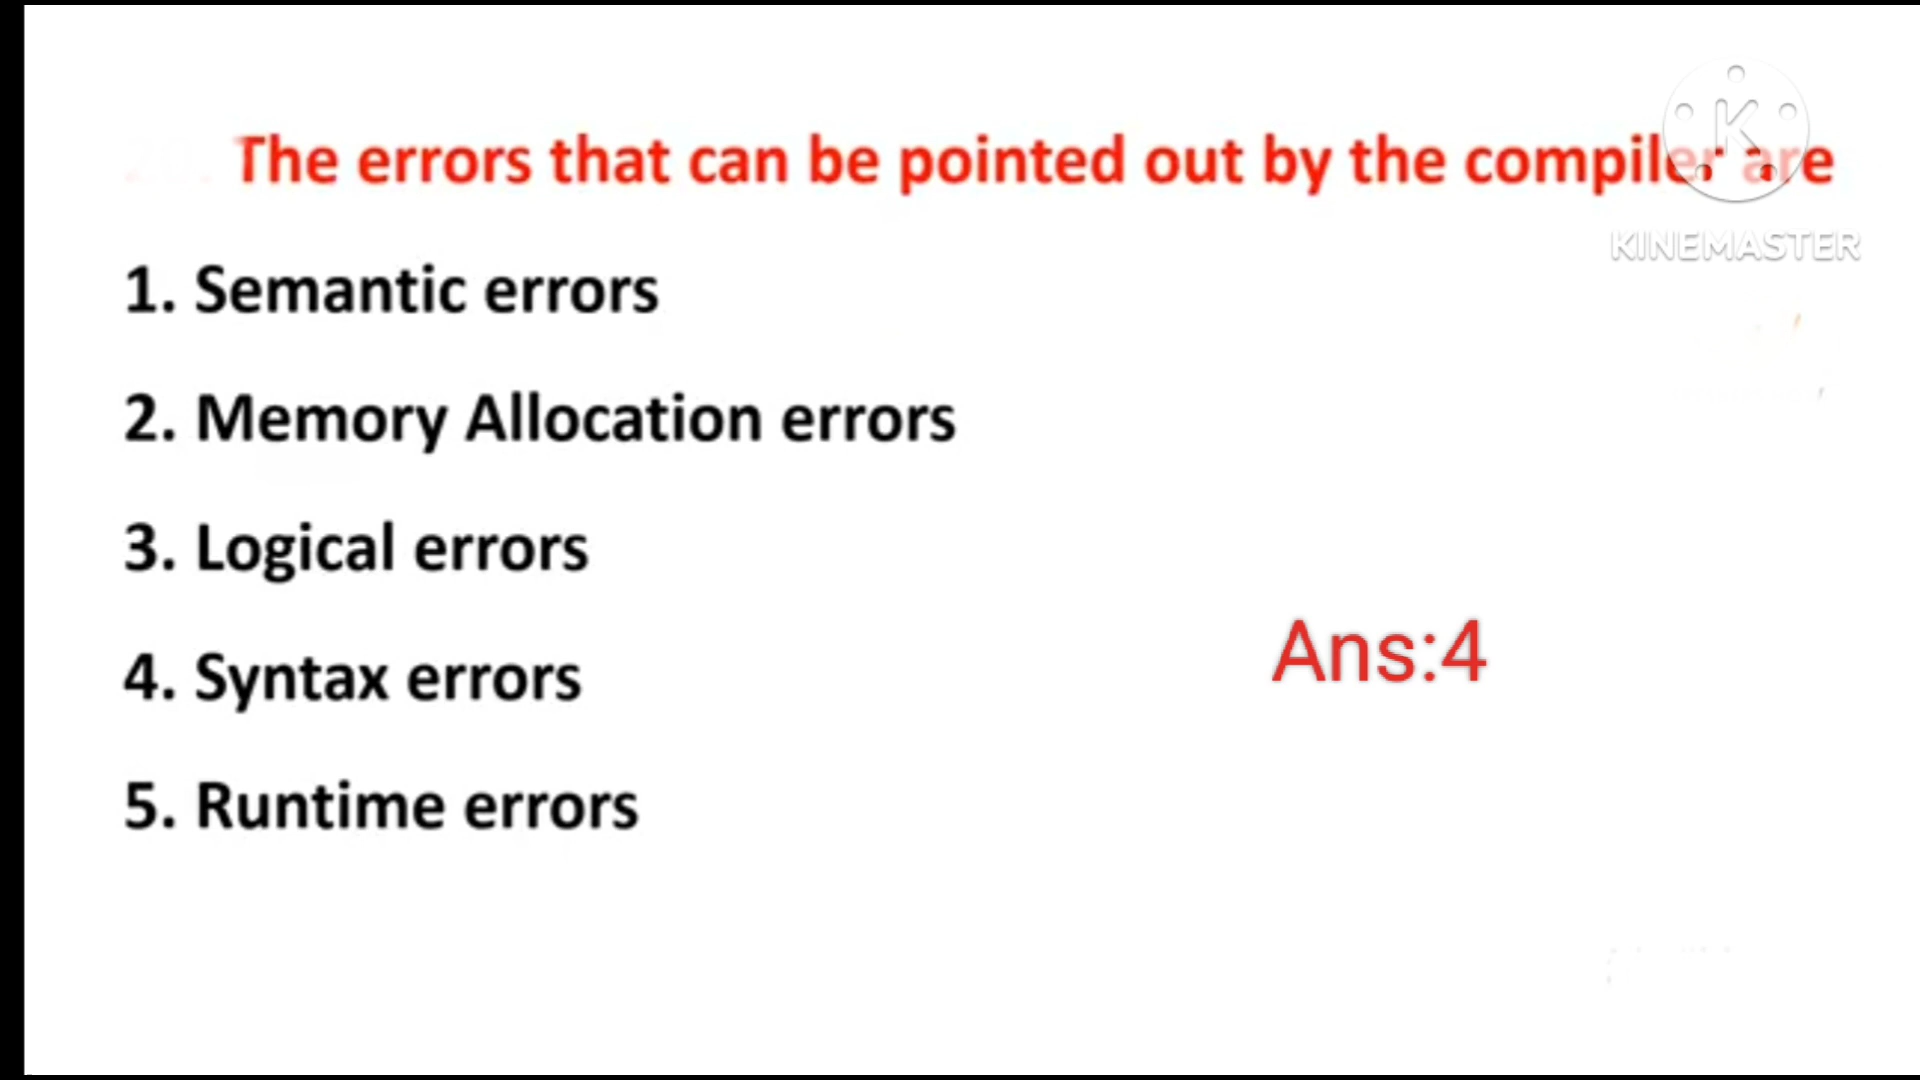 The errors that can be pointed out by the compiler are
K
KINEMASTER
1. Semantic errors
2. Memory Allocation errors
3. Logical errors
Ans:4
4. Syntax errors
5. Runtime errors